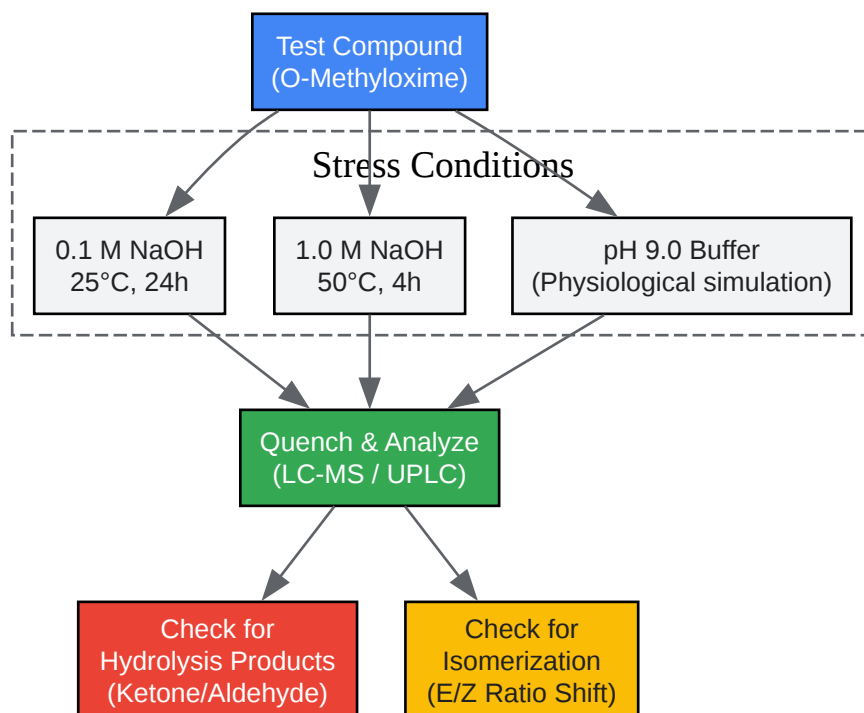 Test Compound
(O-Methyloxime)
Stress Conditions
0.1 M NaOH
25°C, 24h
1.0 M NaOH
50°C, 4h
pH 9.0 Buffer
(Physiological simulation)
Quench & Analyze
(LC-MS / UPLC)
Check for
Hydrolysis Products
(Ketone/Aldehyde)
Check for
Isomerization
(E/Z Ratio Shift)